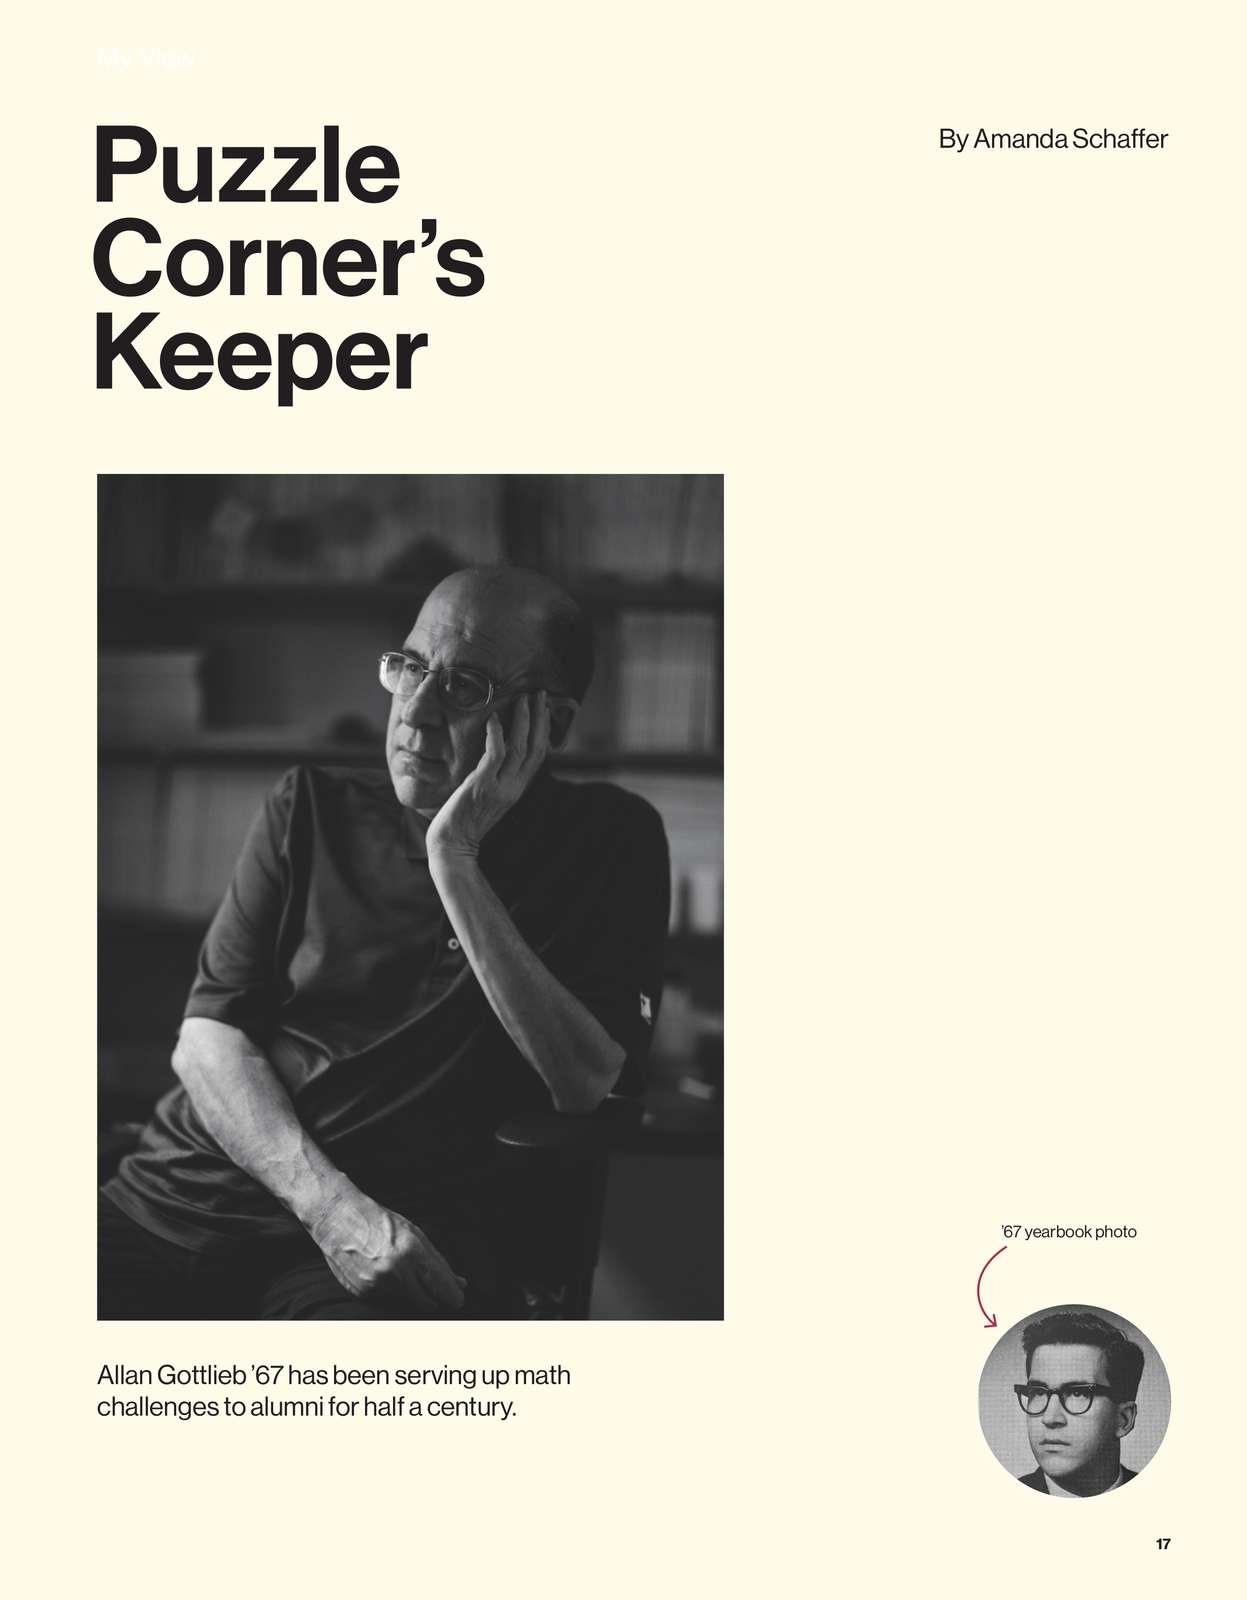 My View
Puzzle
Corner’s
Keeper
By Amanda Schaffer
’67 yearbook photo
Allan Gottlieb ’67 has been serving up math
challenges to alumni for half a century.
17